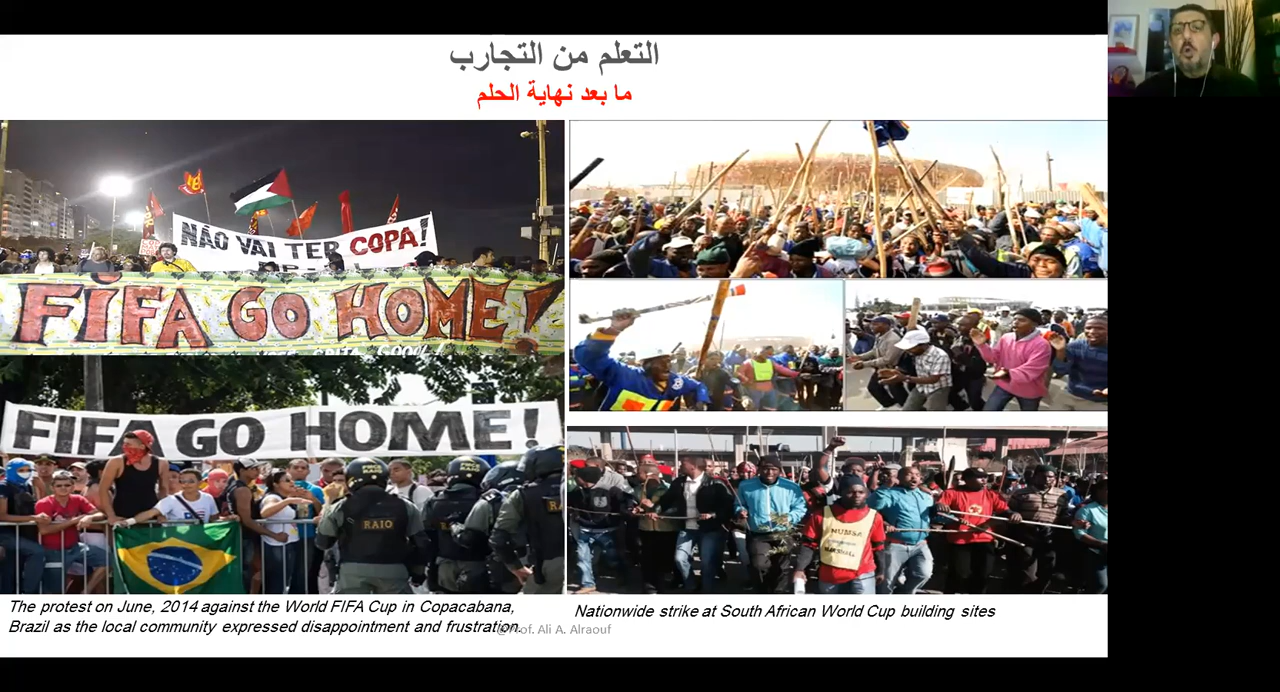 التعلم من التجارب
ما بعد نهاية الحلم
NÃO VAI TER COPA!
FIFA GO HOME!
FIFA GO HOME!
RAIO
RA
NUMSA
The protest on June, 2014 against the World FIFA Cup in Copacabana,
Brazil as the local community expressed disappointment and frustration.
Nationwide strike at South African World Cup building sites
Prof. Ali A. Alraouf